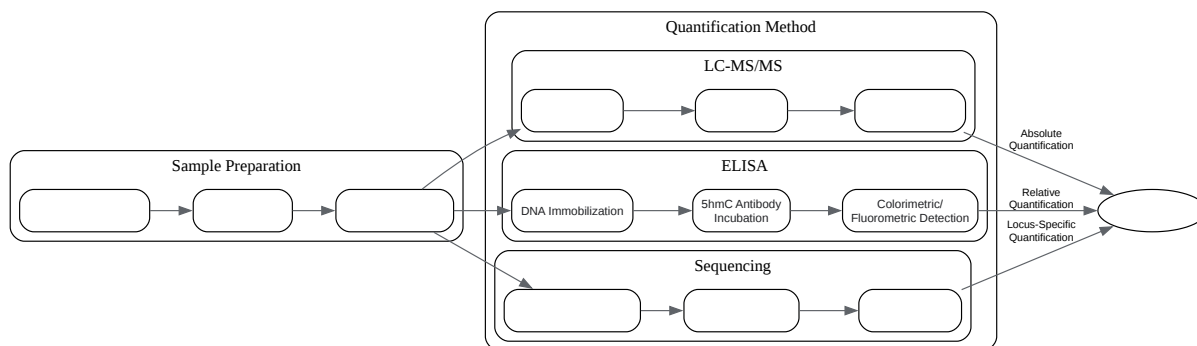 Quantification Method
LC-MS/MS
Absolute
Quantification
Sample Preparation
ELISA
DNA Immobilization
5hmC Antibody
Incubation
Colorimetric/
Fluorometric Detection
Relative
Quantification
Locus-Specific
Quantification
Sequencing